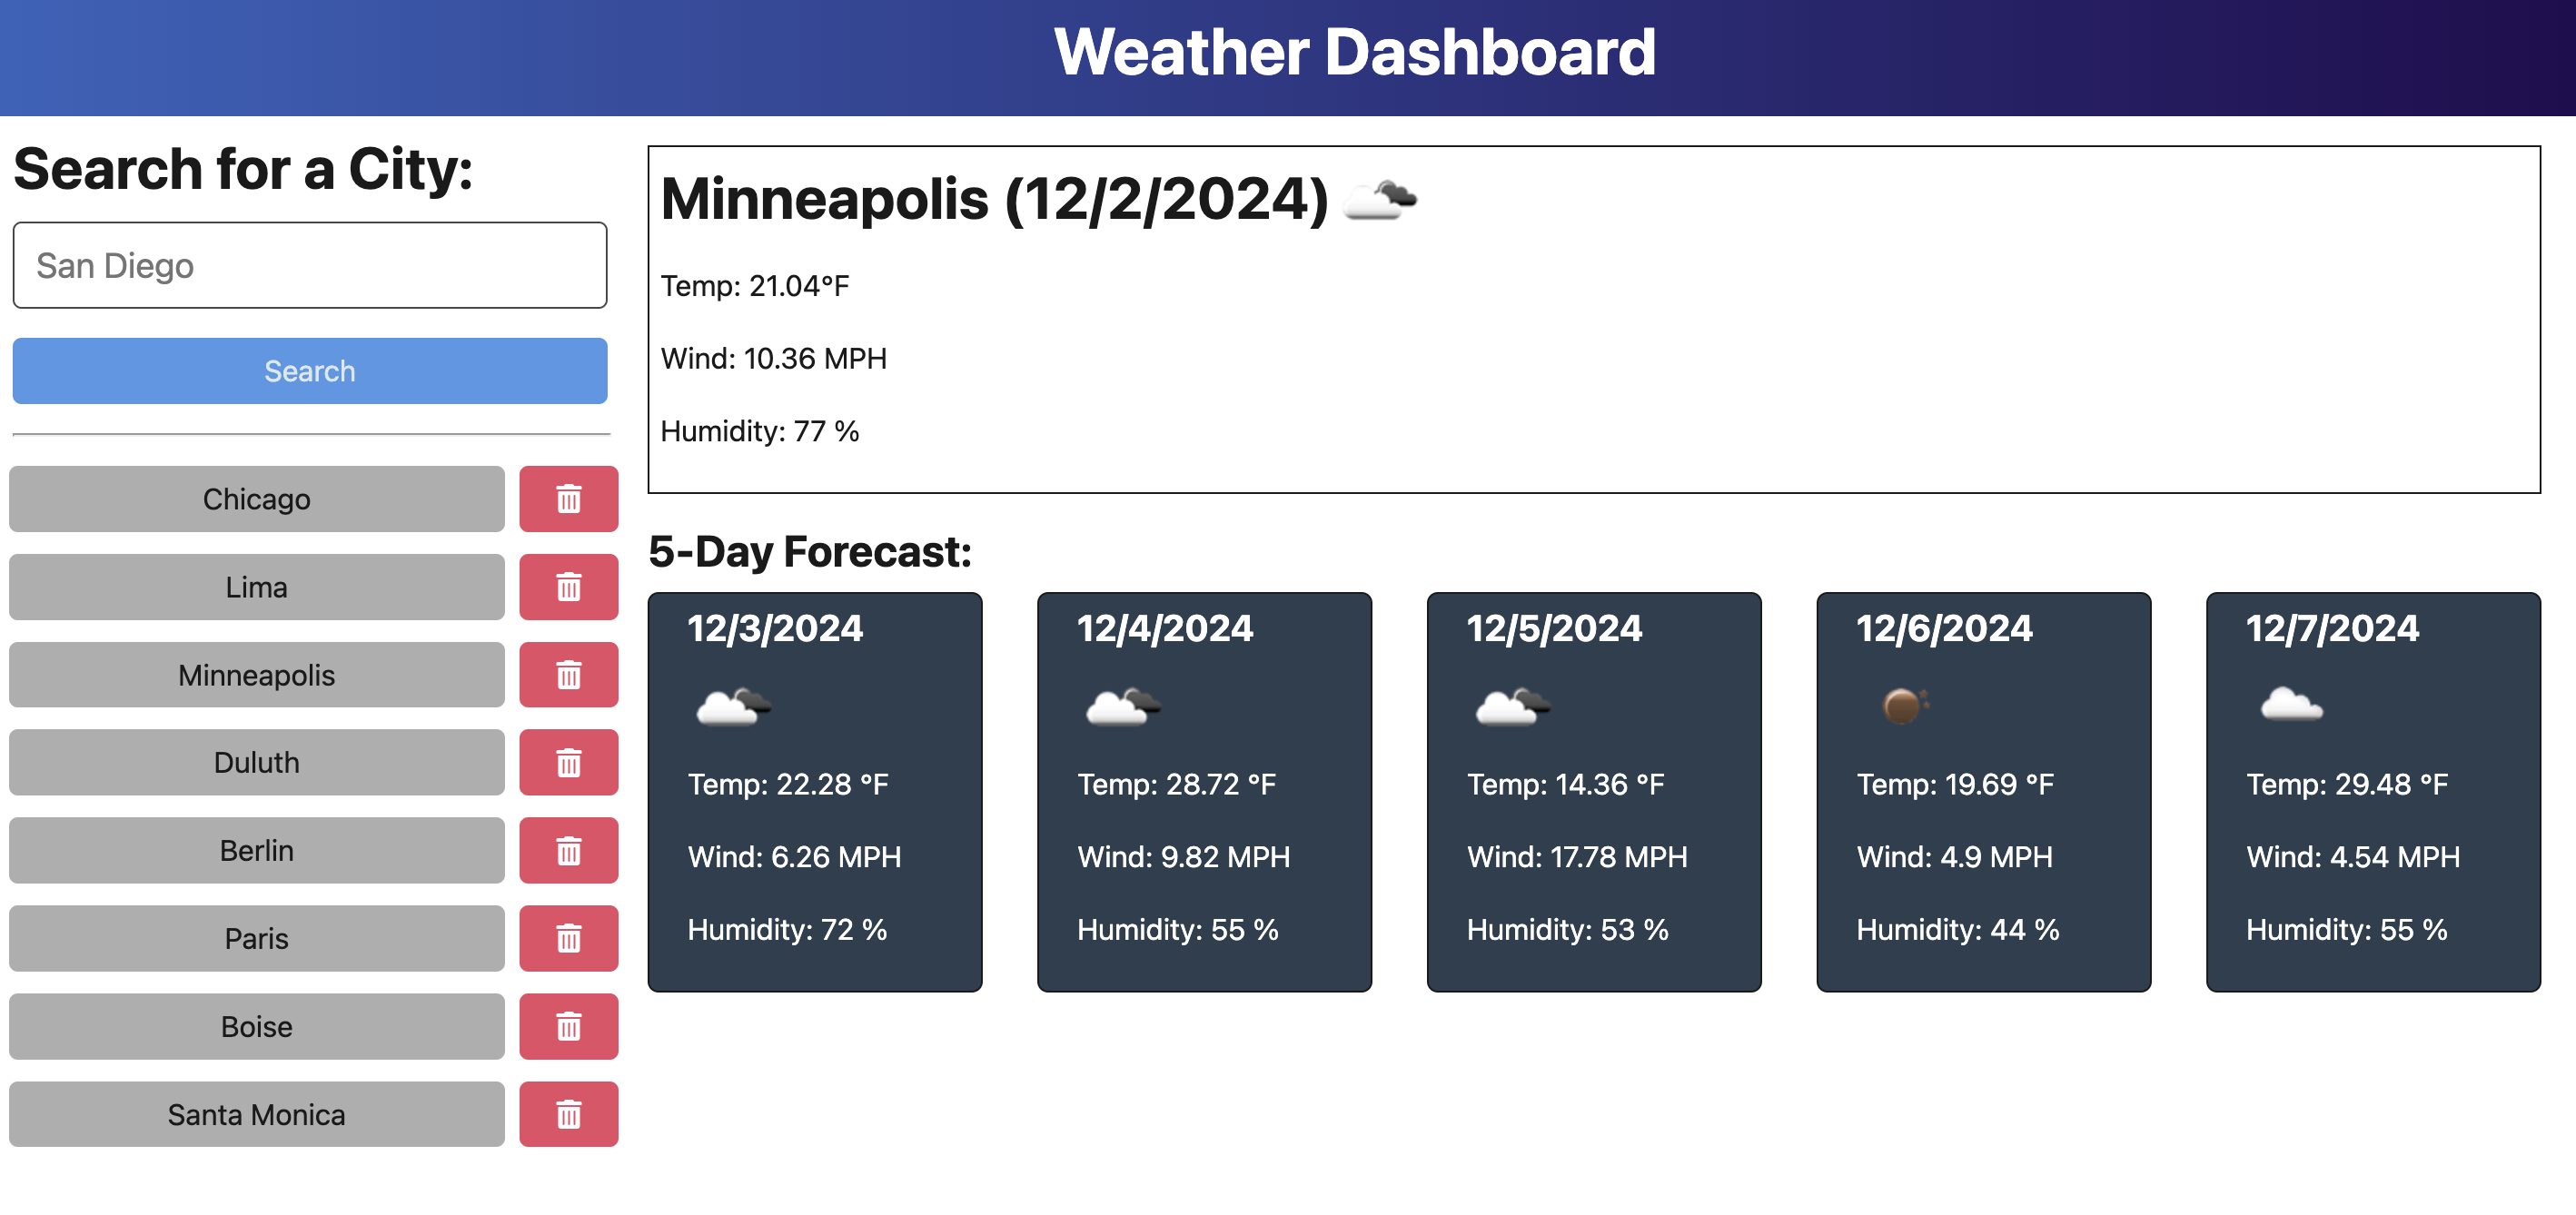 Weather Dashboard
Search for a City:
San Diego
Search
Chicago
Lima
Minneapolis
Duluth
Berlin
Paris
Boise
Santa Monica
Minneapolis (12/2/2024)
Temp: 21.04°F
Wind: 10.36 MPH
Humidity: 77 %
5-Day Forecast:
12/3/2024
Temp: 22.28 °F
Wind: 6.26 MPH
Humidity: 72 %
12/4/2024
Temp: 28.72 °F
Wind: 9.82 MPH
Humidity: 55 %
12/5/2024
Temp: 14.36 °F
Wind: 17.78 MPH
Humidity: 53 %
12/6/2024
Temp: 19.69 °F
Wind: 4.9 MPH
Humidity: 44 %
12/7/2024
Temp: 29.48 °F
Wind: 4.54 MPH
Humidity: 55 %